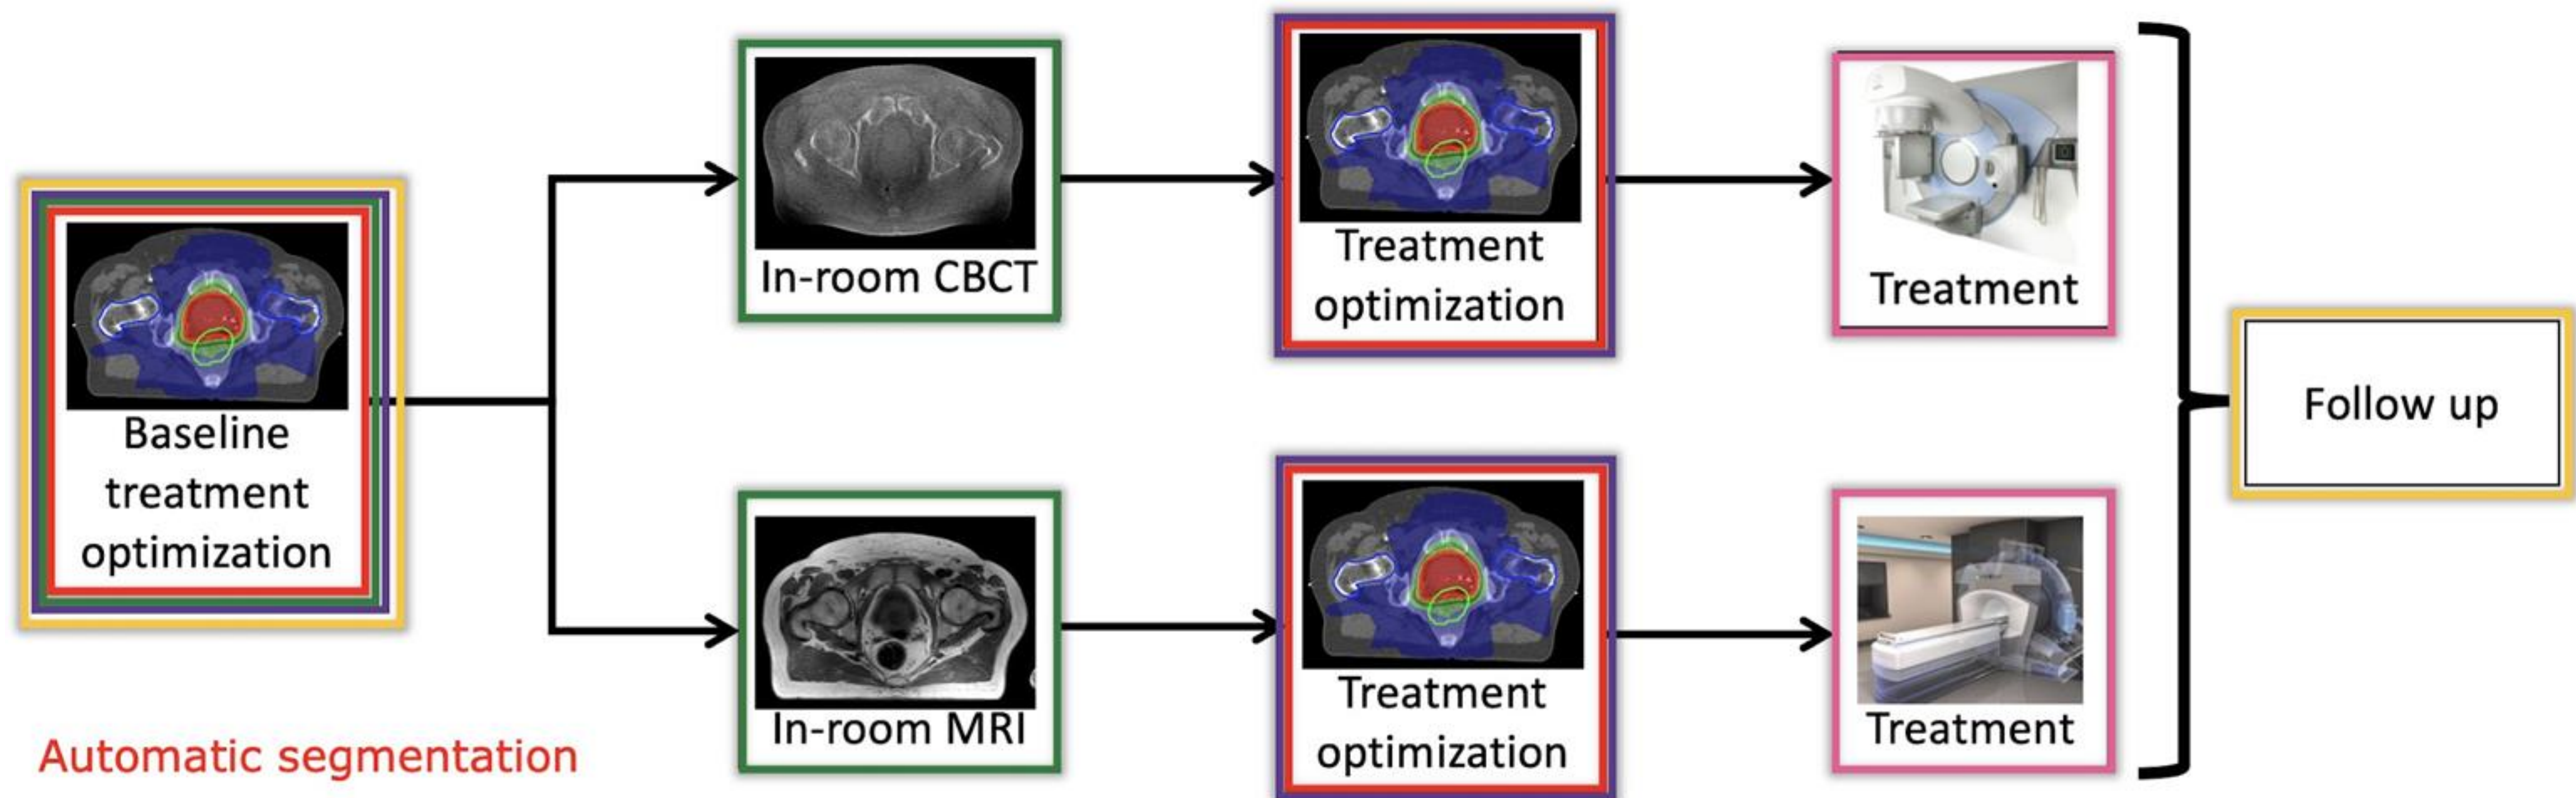 Baseline
treatment
optimization
In-room CBCT
Treatment
optimization
Treatment
In-room MRI
Treatment
optimization
Treatment
Follow up
Automatic segmentation